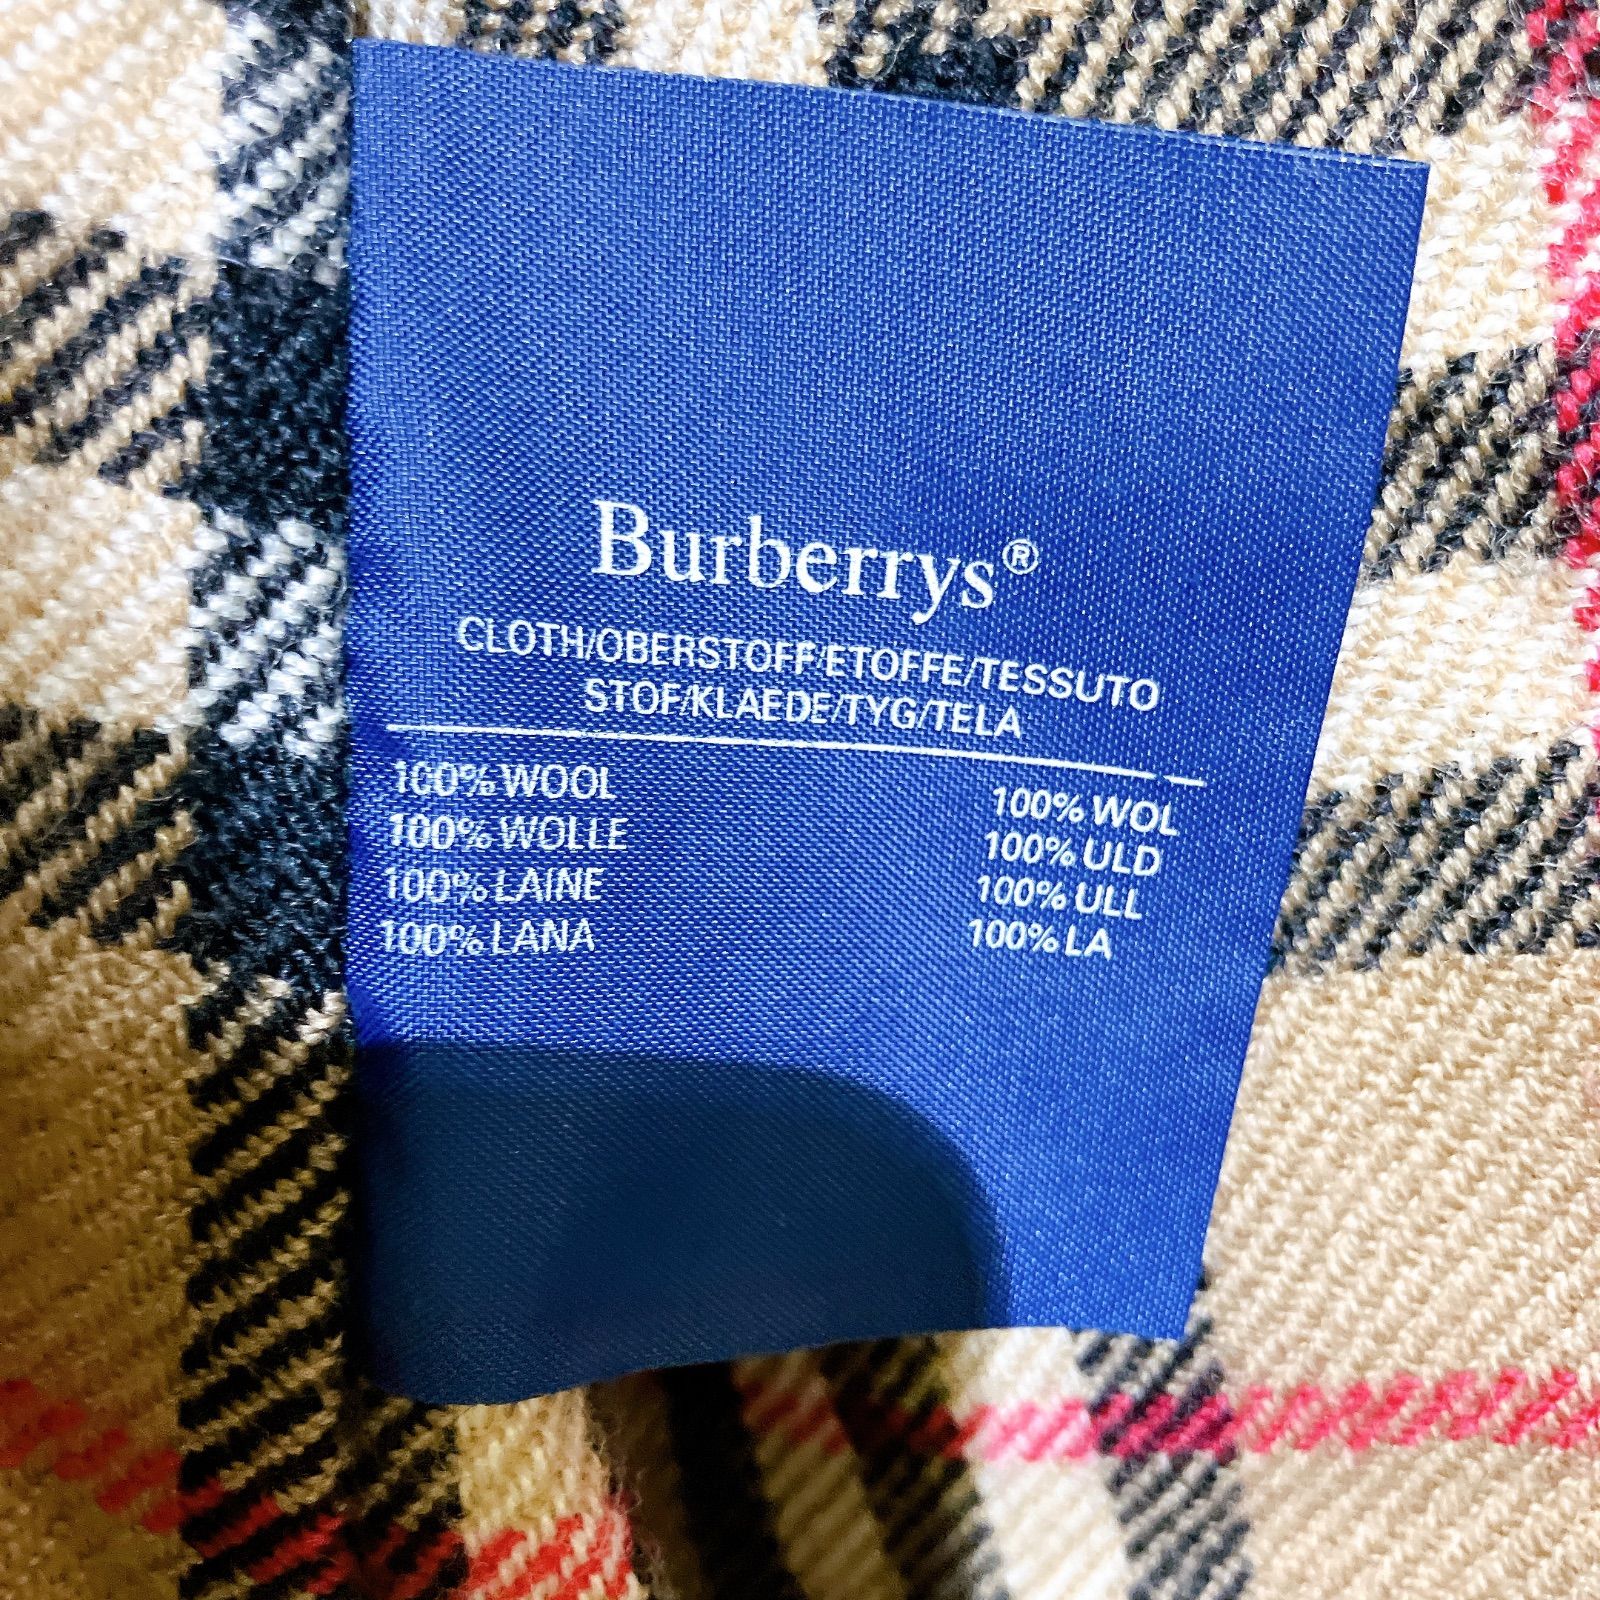 Burberrys®
CLOTH/OBERSTOFF/ETOFFE/TESSUTO
STOF/KLAEDE/TYG/TELA
100% WOOL
100% WOLLE
100% LAINE
100% LANA
100% WOL
100% ULD
100% ULL
100% LA